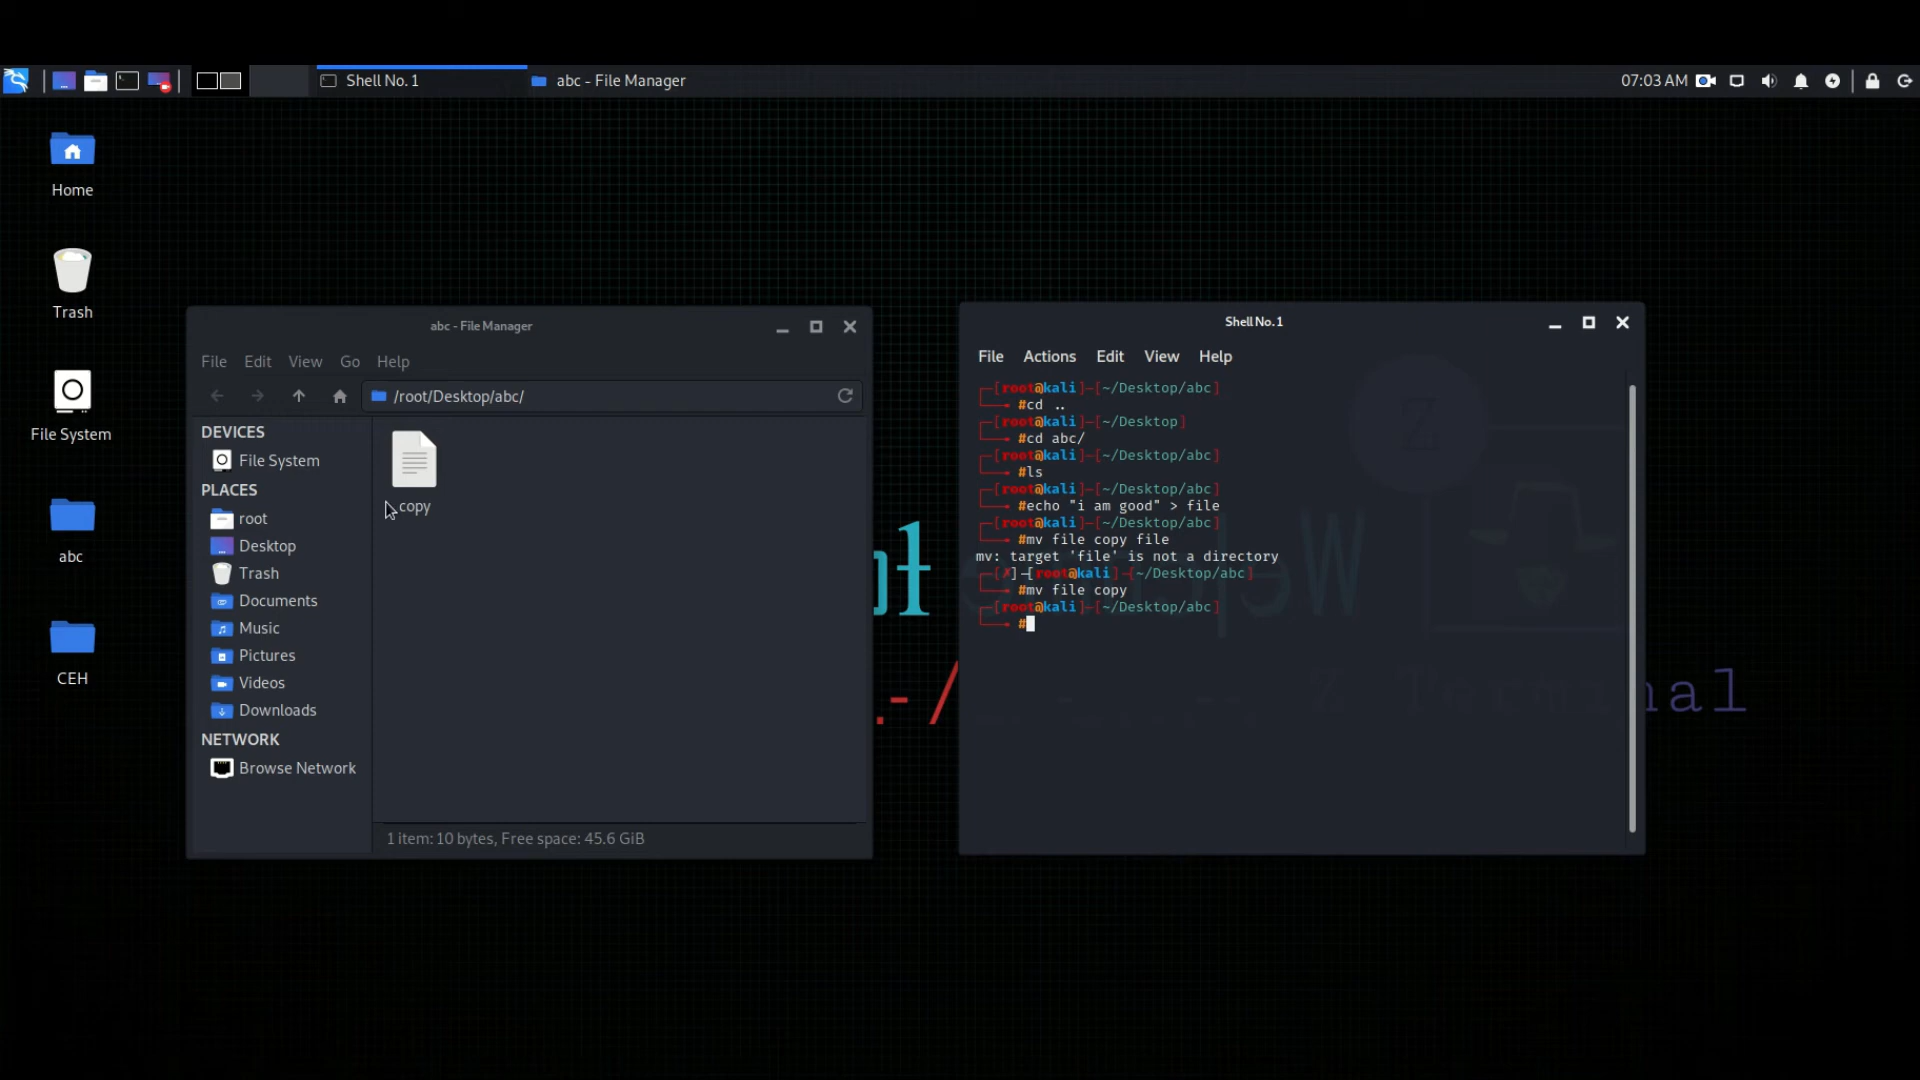 Shell No. 1
abc - File Manager
07:03 AM
Home
Trash
File System
abc
CEH
abc - File Manager
File Edit View Go Help
/root/Desktop/abc/
DEVICES
File System
PLACES
root
Desktop
Trash
Documents
Music
Pictures
Videos
Downloads
NETWORK
Browse Network
copy
1 item: 10 bytes, Free space: 45.6 GiB
Shell No. 1
File Actions Edit View Help
[root@kali]-[~/Desktop/abc]
#cd ..
[root@kali]-[~/Desktop]
#cd abc/
[root@kali]-[~/Desktop/abc]
#ls
[root@kali]-[~/Desktop/abc]
#echo "i am good" > file
[root@kali]-[~/Desktop/abc]
#mv file copy file
mv: target 'file' is not a directory
[✗]-[root@kali]-[~/Desktop/abc]
#mv file copy
[root@kali]-[~/Desktop/abc]
#